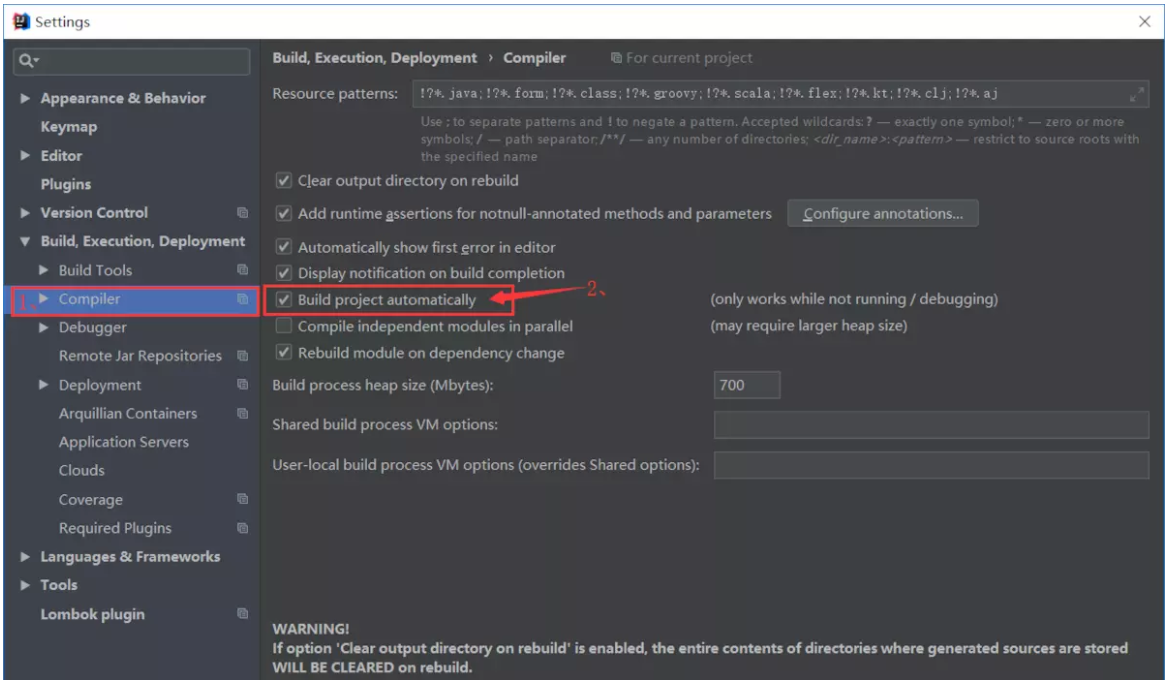 Settings
Appearance & Behavior
Keymap
Editor
Plugins
Version Control
Build, Execution, Deployment
Build Tools
1、
Compiler
Debugger
Remote Jar Repositories
Deployment
Arquillian Containers
Application Servers
Clouds
Coverage
Required Plugins
Languages & Frameworks
Tools
Lombok plugin
Build, Execution, Deployment › Compiler For current project
Resource patterns: !?*.java;!?*.form;!?*.class;!?*.groovy;!?*.scala;!?*.flex;!?*.kt;!?*.clj;!?*.aj
Use ; to separate patterns and ! to negate a pattern. Accepted wildcards: ? — exactly one symbol; * — zero or more
symbols; / — path separator; /**/ — any number of directories; <dir_name>:<pattern> — restrict to source roots with
the specified name
Clear output directory on rebuild
Add runtime assertions for notnull-annotated methods and parameters Configure annotations...
Automatically show first error in editor
Display notification on build completion
2、
Build project automatically (only works while not running / debugging)
Compile independent modules in parallel (may require larger heap size)
Rebuild module on dependency change
Build process heap size (Mbytes): 700
Shared build process VM options:
User-local build process VM options (overrides Shared options):
WARNING!
If option 'Clear output directory on rebuild' is enabled, the entire contents of directories where generated sources are stored
WILL BE CLEARED on rebuild.